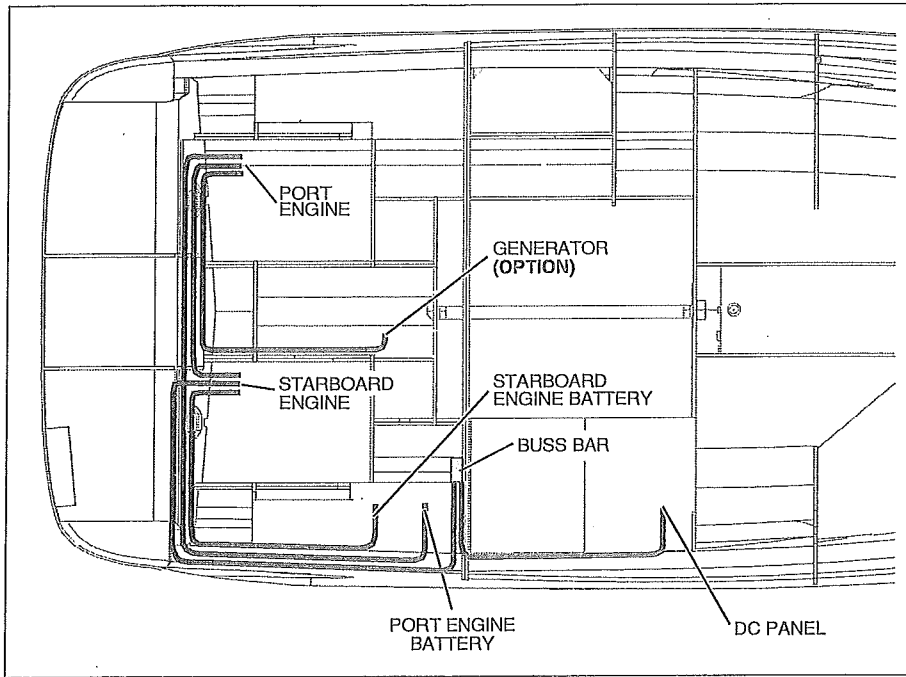 PORT
ENGINE
GENERATOR
(OPTION)
STARBOARD
ENGINE
STARBOARD
ENGINE BATTERY
BUSS BAR
PORT ENGINE
BATTERY
DC PANEL